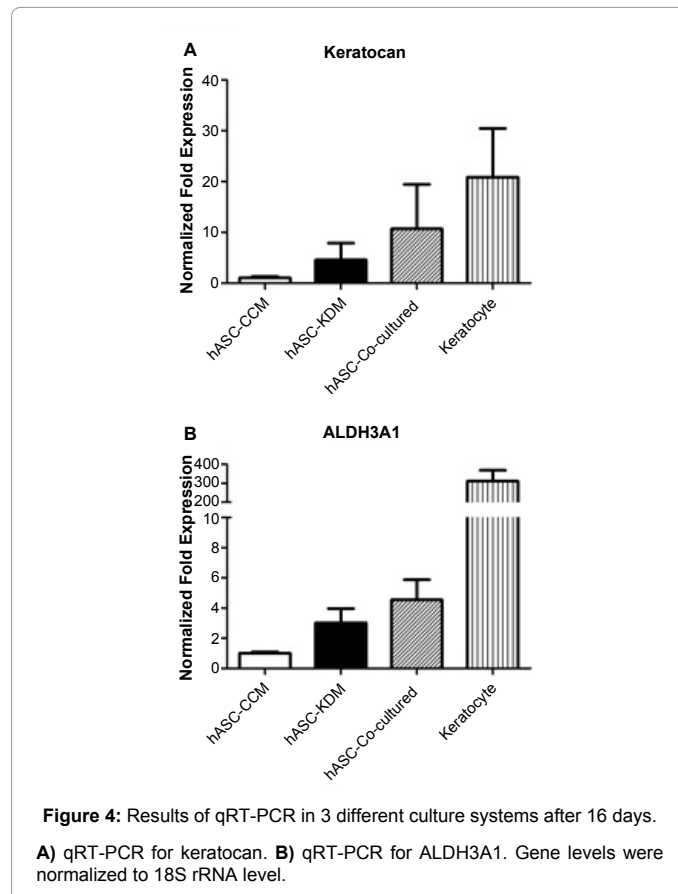 A
Keratocan
Normalized Fold Expression
40
30
20
10
0
hASC-CCM
hASC-KDM
hASC-Co-cultured
Keratocyte
B
ALDH3A1
Normalized Fold Expression
400
300
200
10
8
6
4
2
0
hASC-CCM
hASC-KDM
hASC-Co-cultured
Keratocyte
Figure 4: Results of qRT-PCR in 3 different culture systems after 16 days.
A) qRT-PCR for keratocan. B) qRT-PCR for ALDH3A1. Gene levels were
normalized to 18S rRNA level.